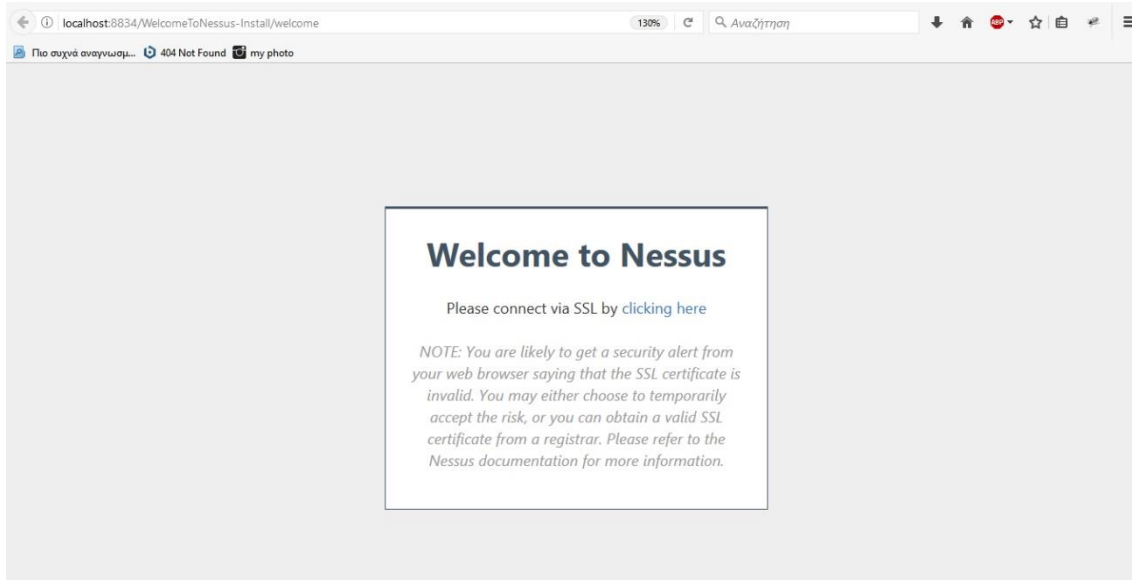 localhost:8834/WelcomeToNessus-Install/welcome 130% Αναζήτηση
ABP
Πιο συχνά αναγνωσμ... 404 Not Found my photo
Welcome to Nessus
Please connect via SSL by clicking here
NOTE: You are likely to get a security alert from
your web browser saying that the SSL certificate is
invalid. You may either choose to temporarily
accept the risk, or you can obtain a valid SSL
certificate from a registrar. Please refer to the
Nessus documentation for more information.